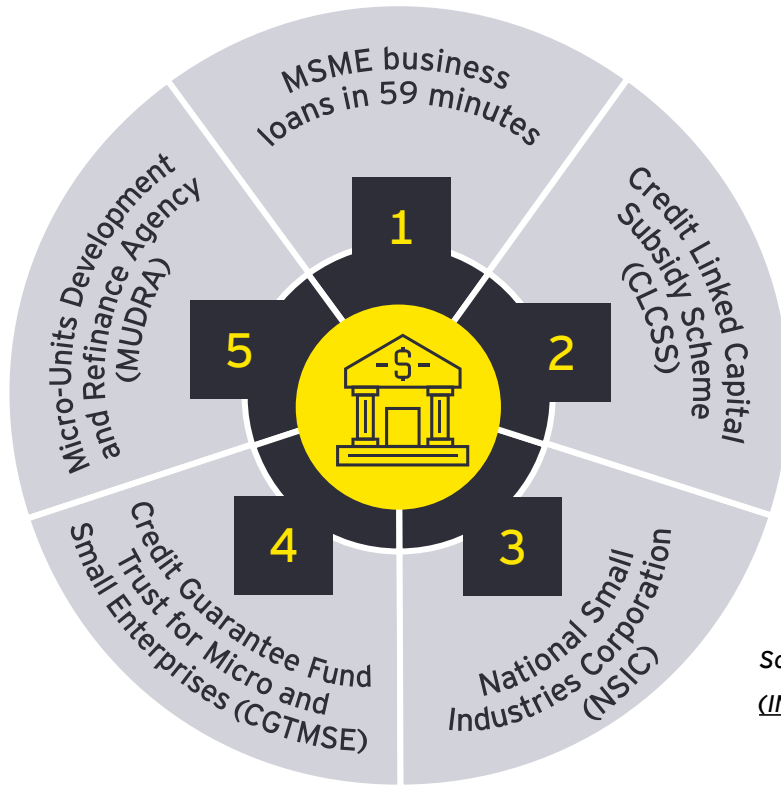 MSME business
loans in 59 minutes
1
Credit Linked Capital
Subsidy Scheme
(CLCSS)
2
National Small
Industries Corporation
(NSIC)
3
Credit Guarantee Fund
Trust for Micro and
Small Enterprises (CGTMSE)
4
Micro-Units Development
and Refinance Agency
(MUDRA)
5
$